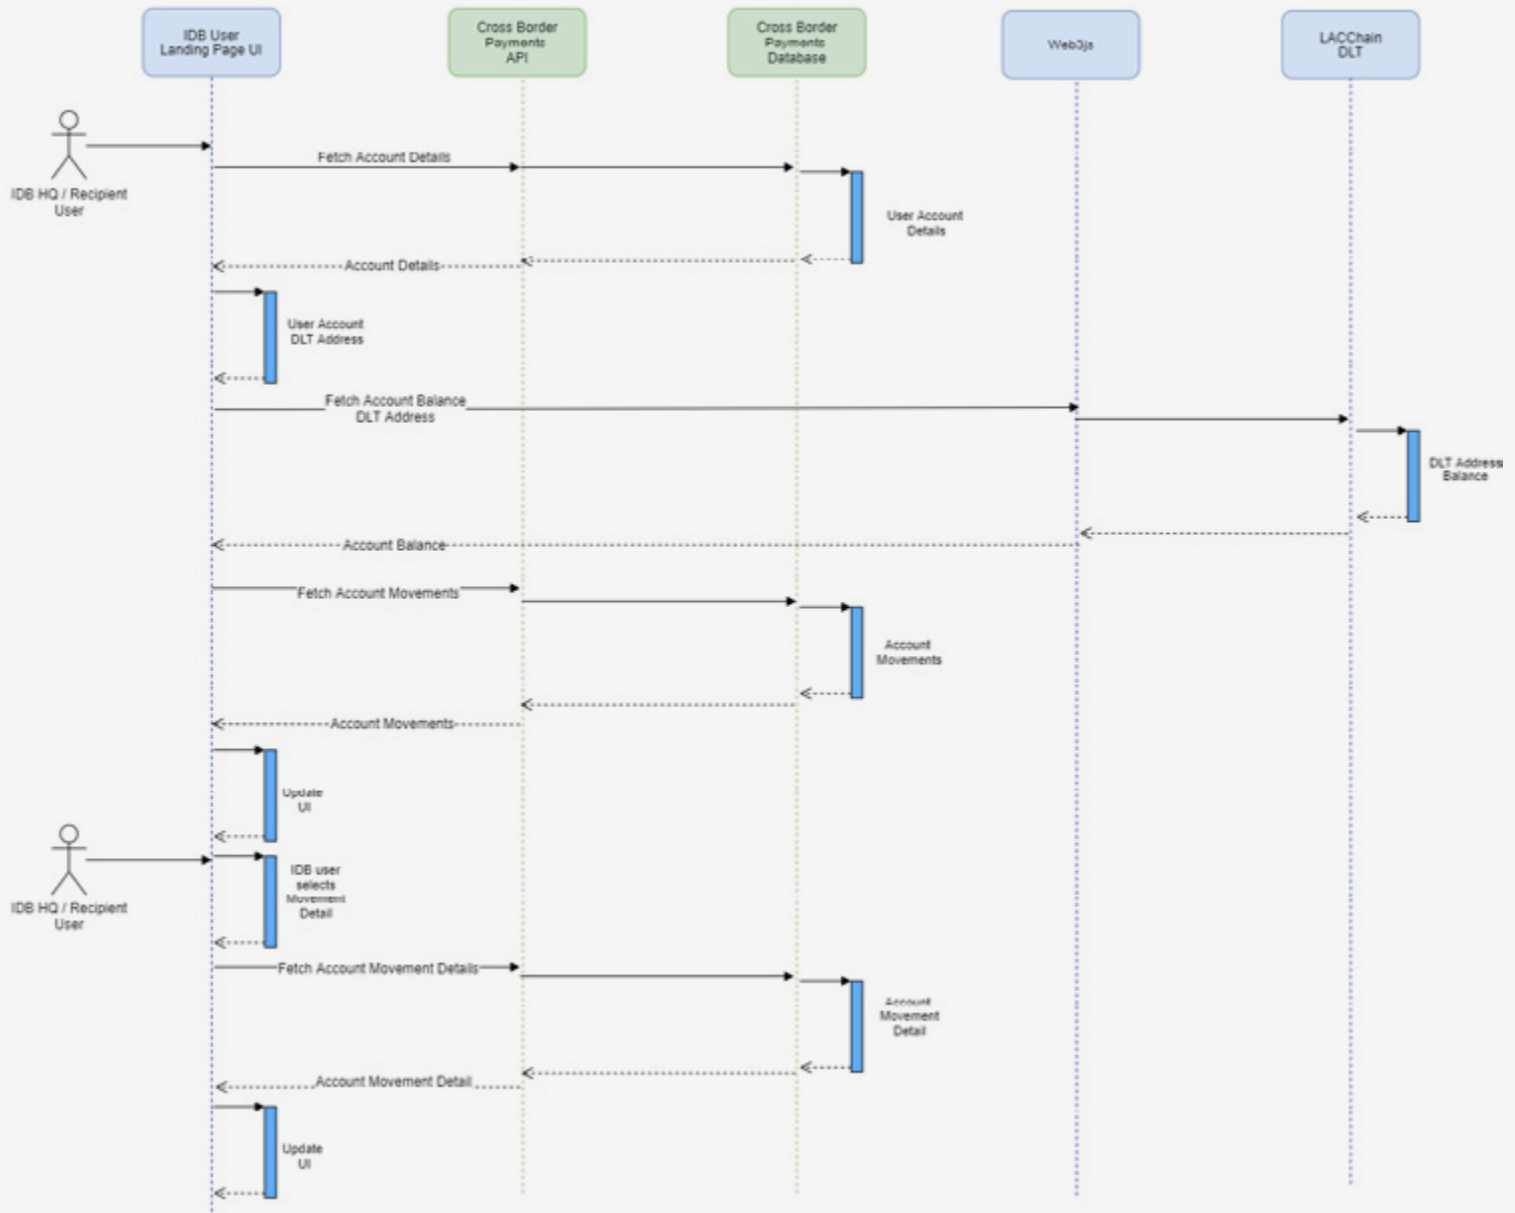 IDB User
Landing Page UI
Cross Border
Payments
API
Cross Border
Payments
Database
Web3js
LACChain
DLT
IDB HQ / Recipient
User
Fetch Account Details
User Account
Details
Account Details
User Account
DLT Address
Fetch Account Balance
DLT Address
DLT Address
Balance
Account Balance
Fetch Account Movements
Account
Movements
Account Movements
Update
UI
IDB HQ / Recipient
User
IDB user
selects
Movement
Detail
Fetch Account Movement Details
Account
Movement
Detail
Account Movement Detail
Update
UI